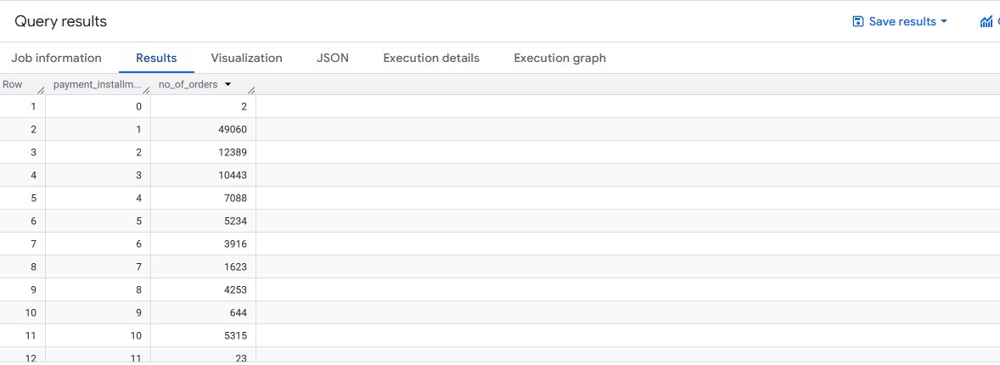 Query results Save results
Job information Results Visualization JSON Execution details Execution graph
Row payment_installm... no_of_orders
1 0 2
2 1 49060
3 2 12389
4 3 10443
5 4 7088
6 5 5234
7 6 3916
8 7 1623
9 8 4253
10 9 644
11 10 5315
12 11 23